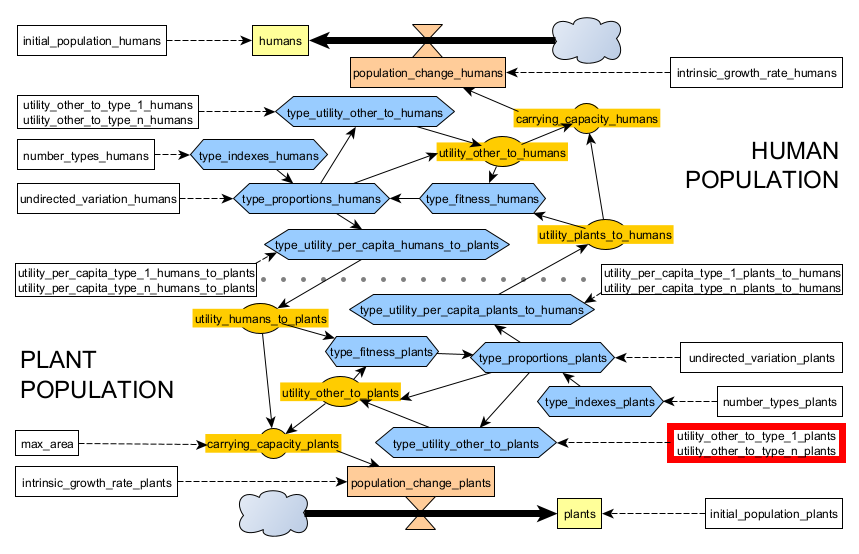 initial_population_humans
humans
population_change_humans
intrinsic_growth_rate_humans
utility_other_to_type_1_humans
utility_other_to_type_n_humans
type_utility_other_to_humans
carrying_capacity_humans
number_types_humans
type_indexes_humans
utility_other_to_humans
HUMAN
POPULATION
undirected_variation_humans
type_proportions_humans
type_fitness_humans
utility_plants_to_humans
type_utility_per_capita_humans_to_plants
utility_per_capita_type_1_humans_to_plants
utility_per_capita_type_n_humans_to_plants
utility_per_capita_type_1_plants_to_humans
utility_per_capita_type_n_plants_to_humans
type_utility_per_capita_plants_to_humans
utility_humans_to_plants
PLANT
POPULATION
type_fitness_plants
type_proportions_plants
undirected_variation_plants
utility_other_to_plants
type_indexes_plants
number_types_plants
max_area
carrying_capacity_plants
type_utility_other_to_plants
utility_other_to_type_1_plants
utility_other_to_type_n_plants
intrinsic_growth_rate_plants
population_change_plants
plants
initial_population_plants